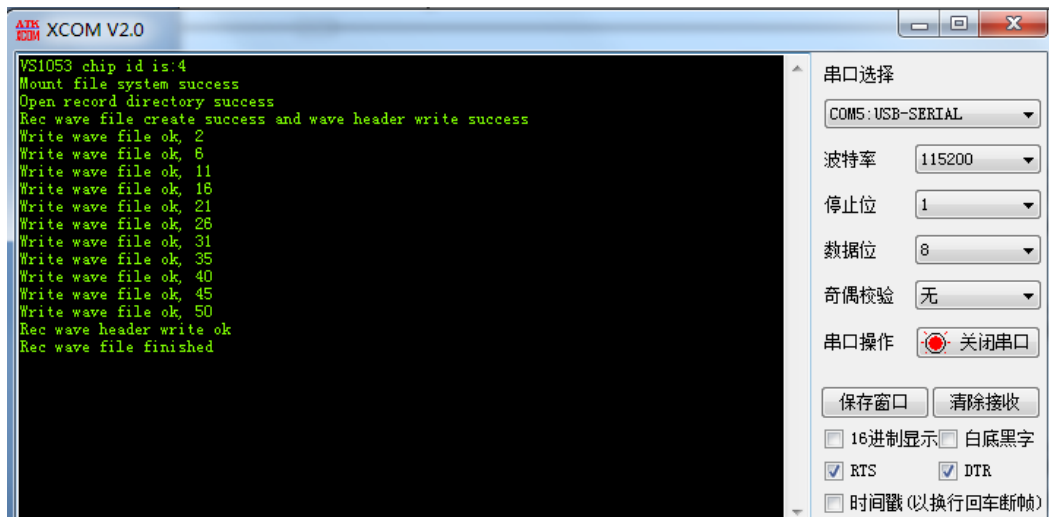 ATK
XCOM
XCOM V2.0
VS1053 chip id is:4
Mount file system success
Open record directory success
Rec wave file create success and wave header write success
Write wave file ok, 2
Write wave file ok, 6
Write wave file ok, 11
Write wave file ok, 16
Write wave file ok, 21
Write wave file ok, 26
Write wave file ok, 31
Write wave file ok, 35
Write wave file ok, 40
Write wave file ok, 45
Write wave file ok, 50
Rec wave header write ok
Rec wave file finished
串口选择
COM5:USB-SERIAL
波特率 115200
停止位 1
数据位 8
奇偶校验 无
串口操作 关闭串口
保存窗口 清除接收
16进制显示 白底黑字
RTS DTR
时间戳(以换行回车断帧)